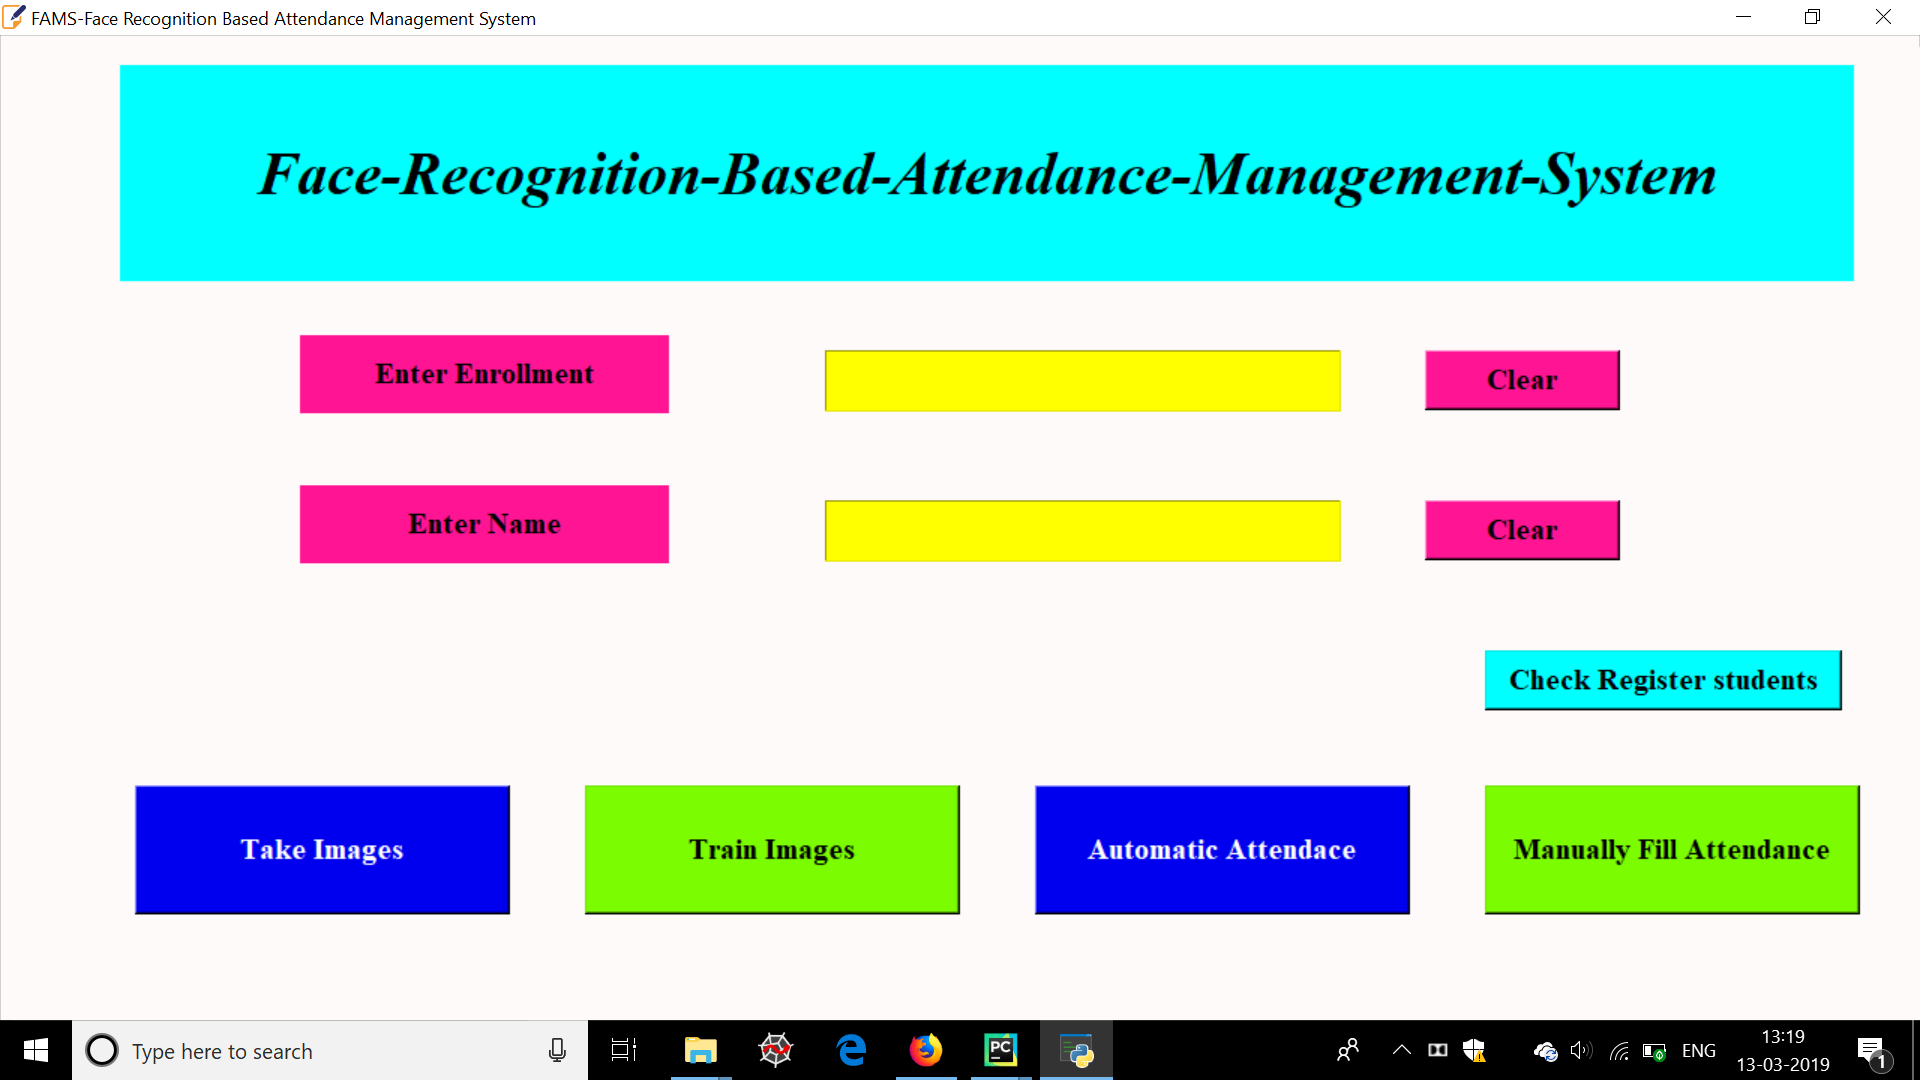 FAMS-Face Recognition Based Attendance Management System
Face-Recognition-Based-Attendance-Management-System
Enter Enrollment
Clear
Enter Name
Clear
Check Register students
Take Images
Train Images
Automatic Attendace
Manually Fill Attendance
Type here to search
PC
ENG
13:19
13-03-2019
1